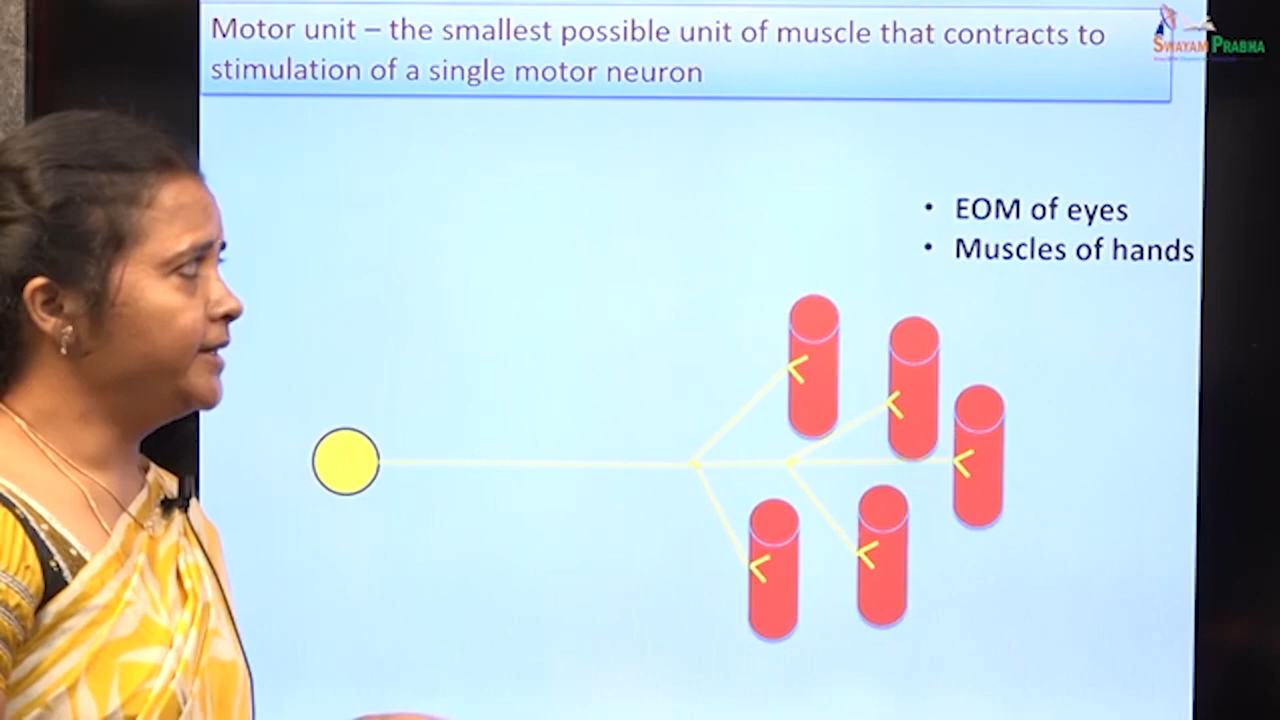 Motor unit – the smallest possible unit of muscle that contracts to
stimulation of a single motor neuron
SWAYAM PRABHA
• EOM of eyes
• Muscles of hands